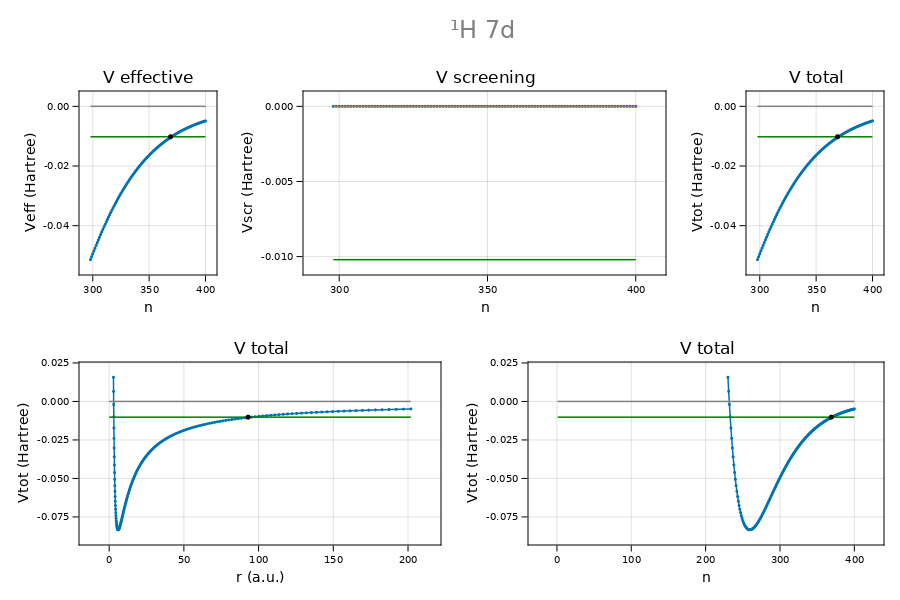 ¹H 7d
V effective
V screening
V total
Veff (Hartree)
0.00
-0.02
-0.04
300
350
400
n
Vscr (Hartree)
0.000
-0.005
-0.010
300
350
400
n
Vtot (Hartree)
0.00
-0.02
-0.04
300
350
400
n
V total
Vtot (Hartree)
0.025
0.000
-0.025
-0.050
-0.075
0
50
100
150
200
r (a.u.)
V total
Vtot (Hartree)
0.025
0.000
-0.025
-0.050
-0.075
0
100
200
300
400
n